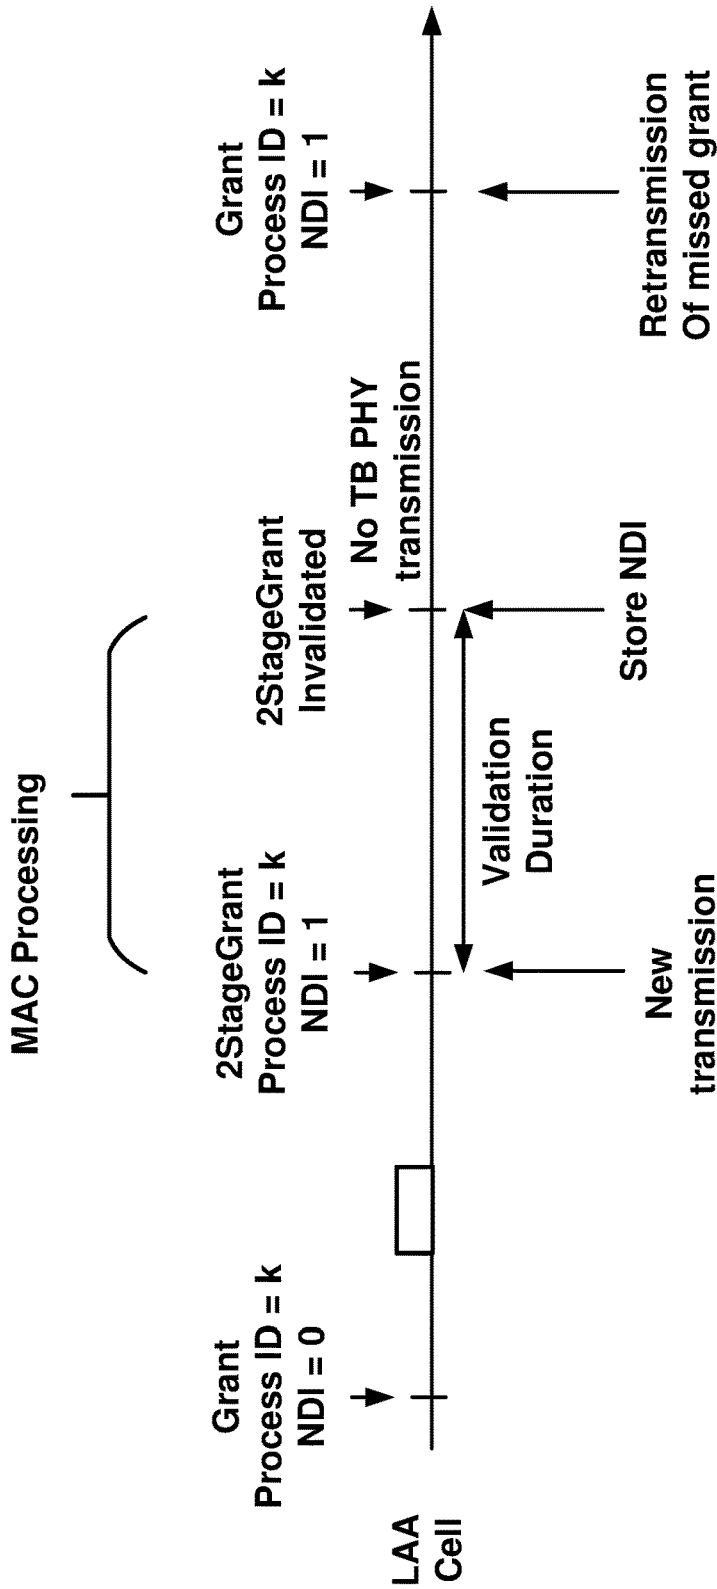 MAC Processing
Grant
Process ID = k
NDI = 0
2StageGrant
Process ID = k
NDI = 1
2StageGrant
Invalidated
Grant
Process ID = k
NDI = 1
No TB PHY
transmission
LAA
Cell
Validation
Duration
New
transmission
Store NDI
Retransmission
Of missed grant